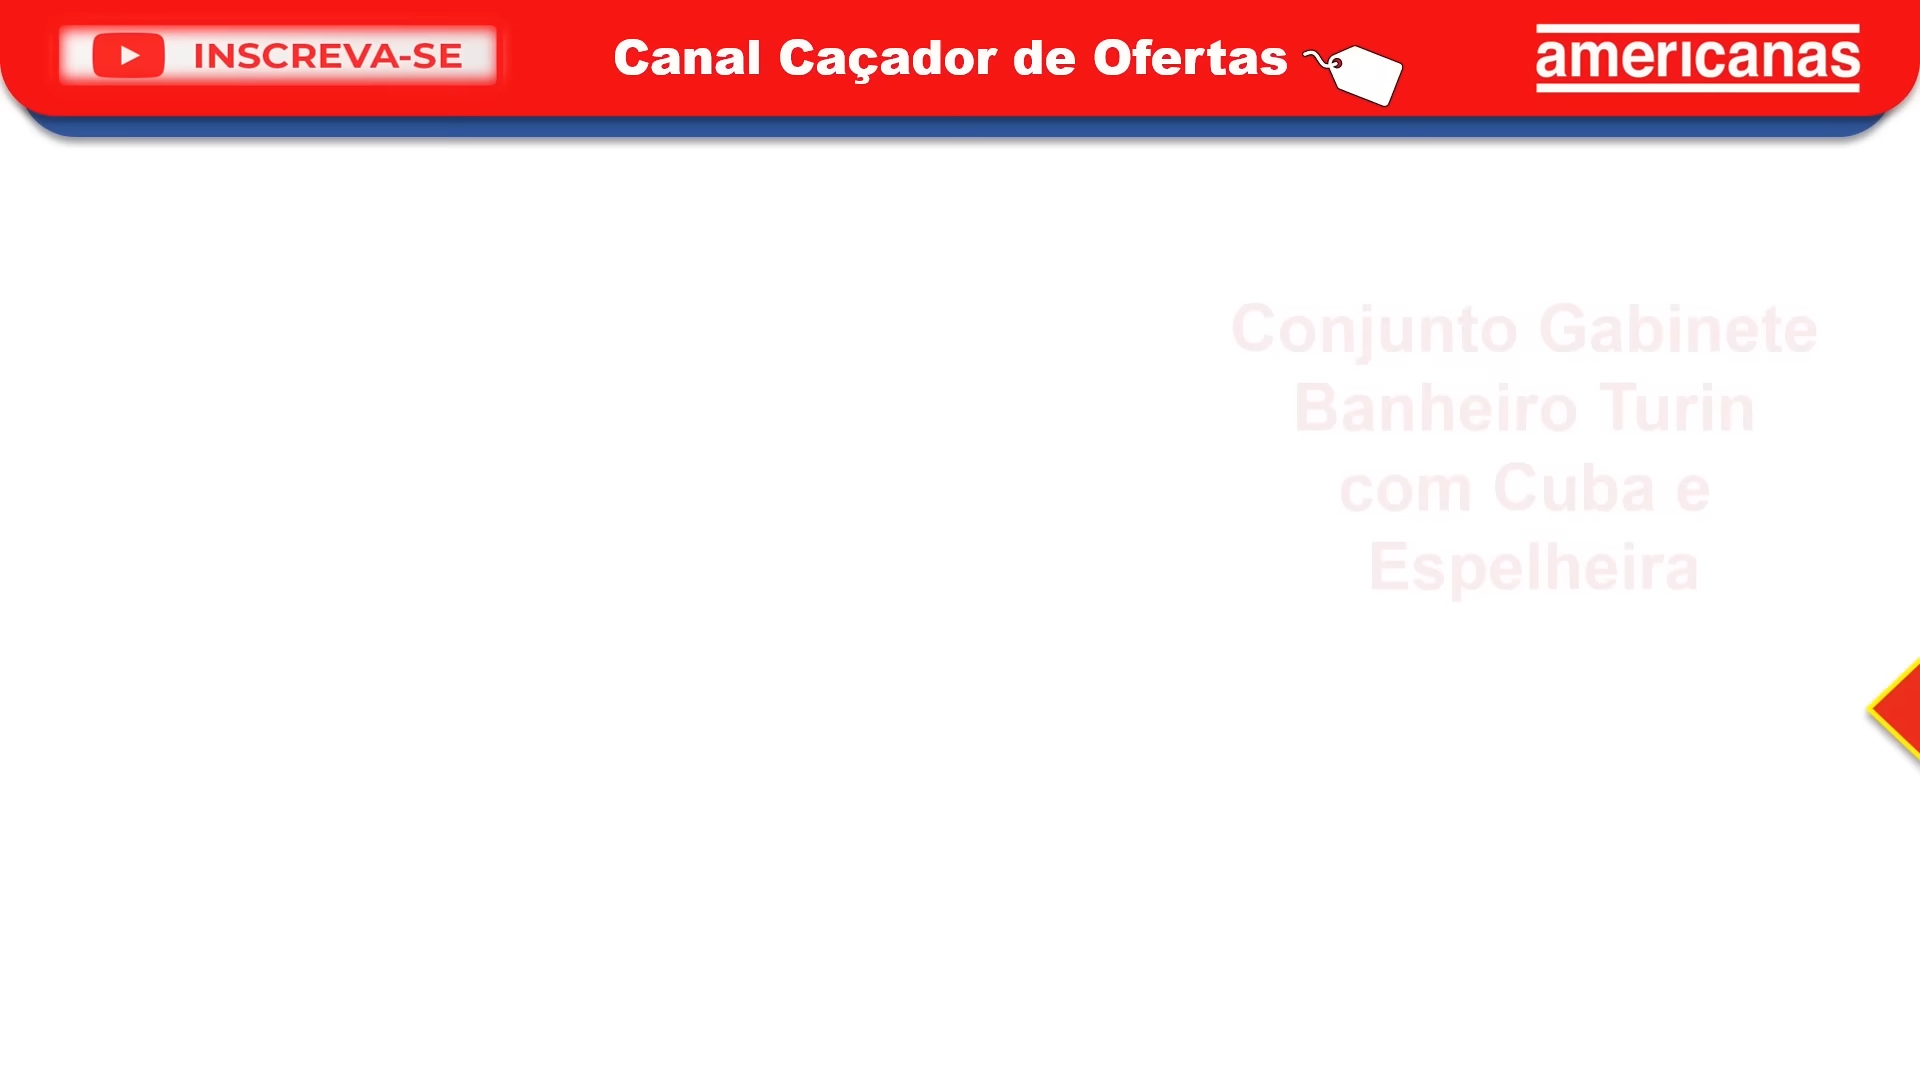 INSCREVA-SE
Canal Caçador de Ofertas
americanas
Conjunto Gabinete
Banheiro Turin
com Cuba e
Espelheira